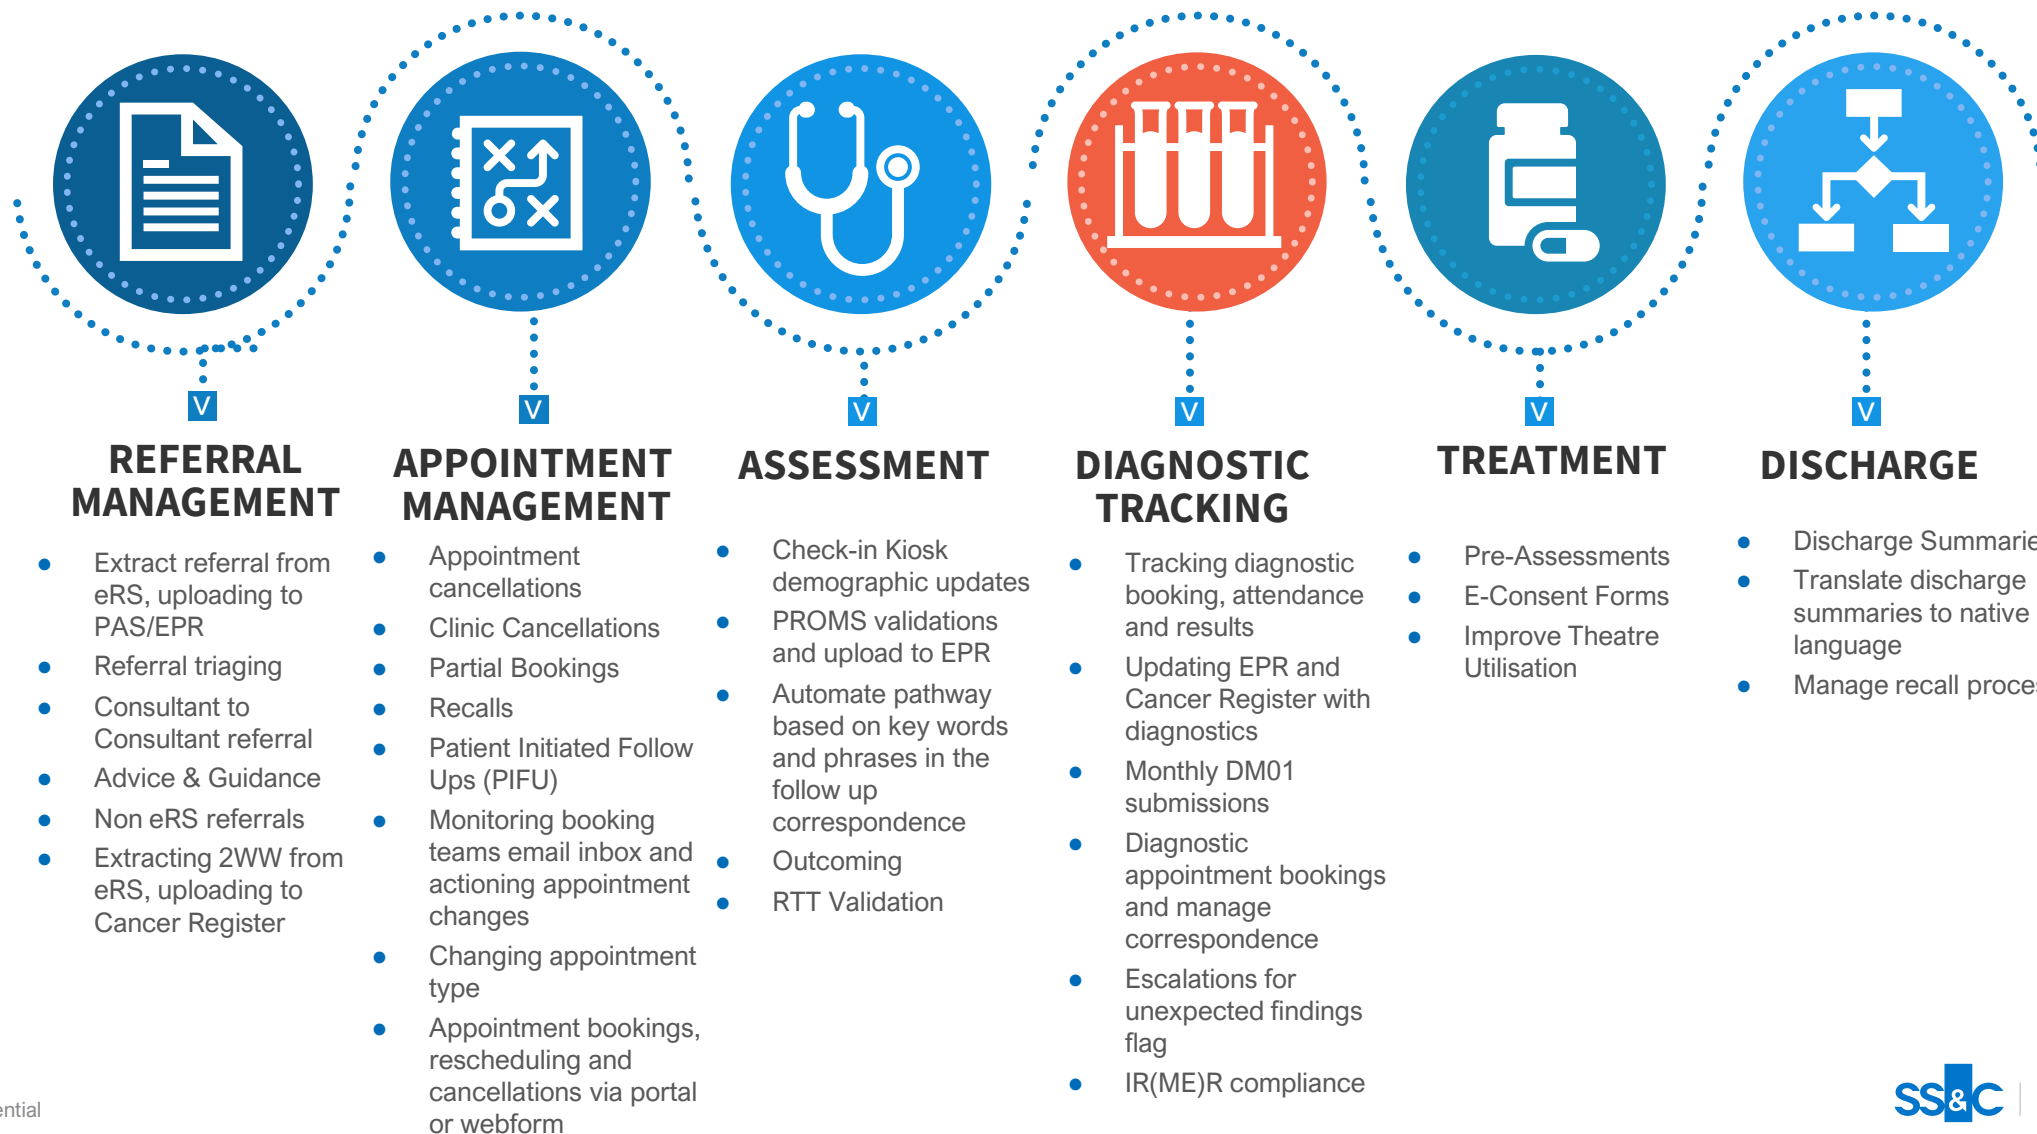 V
V
V
V
V
V
REFERRAL
MANAGEMENT
Extract referral from
eRS, uploading to
PAS/EPR
Referral triaging
Consultant to
Consultant referral
Advice & Guidance
Non eRS referrals
Extracting 2WW from
eRS, uploading to
Cancer Register
APPOINTMENT
MANAGEMENT
Appointment
cancellations
Clinic Cancellations
Partial Bookings
Recalls
Patient Initiated Follow
Ups (PIFU)
Monitoring booking
teams email inbox and
actioning appointment
changes
Changing appointment
type
Appointment bookings,
rescheduling and
cancellations via portal
or webform
ASSESSMENT
Check-in Kiosk
demographic updates
PROMS validations
and upload to EPR
Automate pathway
based on key words
and phrases in the
follow up
correspondence
Outcoming
RTT Validation
DIAGNOSTIC
TRACKING
Tracking diagnostic
booking, attendance
and results
Updating EPR and
Cancer Register with
diagnostics
Monthly DM01
submissions
Diagnostic
appointment bookings
and manage
correspondence
Escalations for
unexpected findings
flag
IR(ME)R compliance
TREATMENT
Pre-Assessments
E-Consent Forms
Improve Theatre
Utilisation
DISCHARGE
Discharge Summarie
Translate discharge
summaries to native
language
Manage recall proces
ential
SS&C